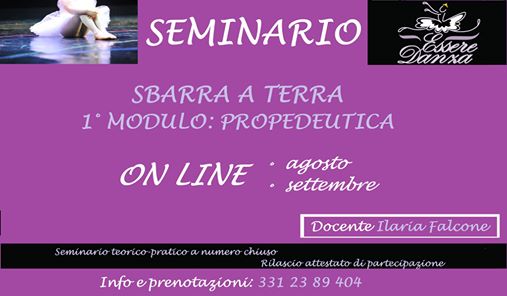 SEMINARIO
Essere
Danza
SBARRA A TERRA
1° MODULO: PROPEDEUTICA
ON LINE
• agosto
• settembre
Docente Ilaria Falcone
Seminario teorico-pratico a numero chiuso
Rilascio attestato di partecipazione
Info e prenotazioni: 331 23 89 404